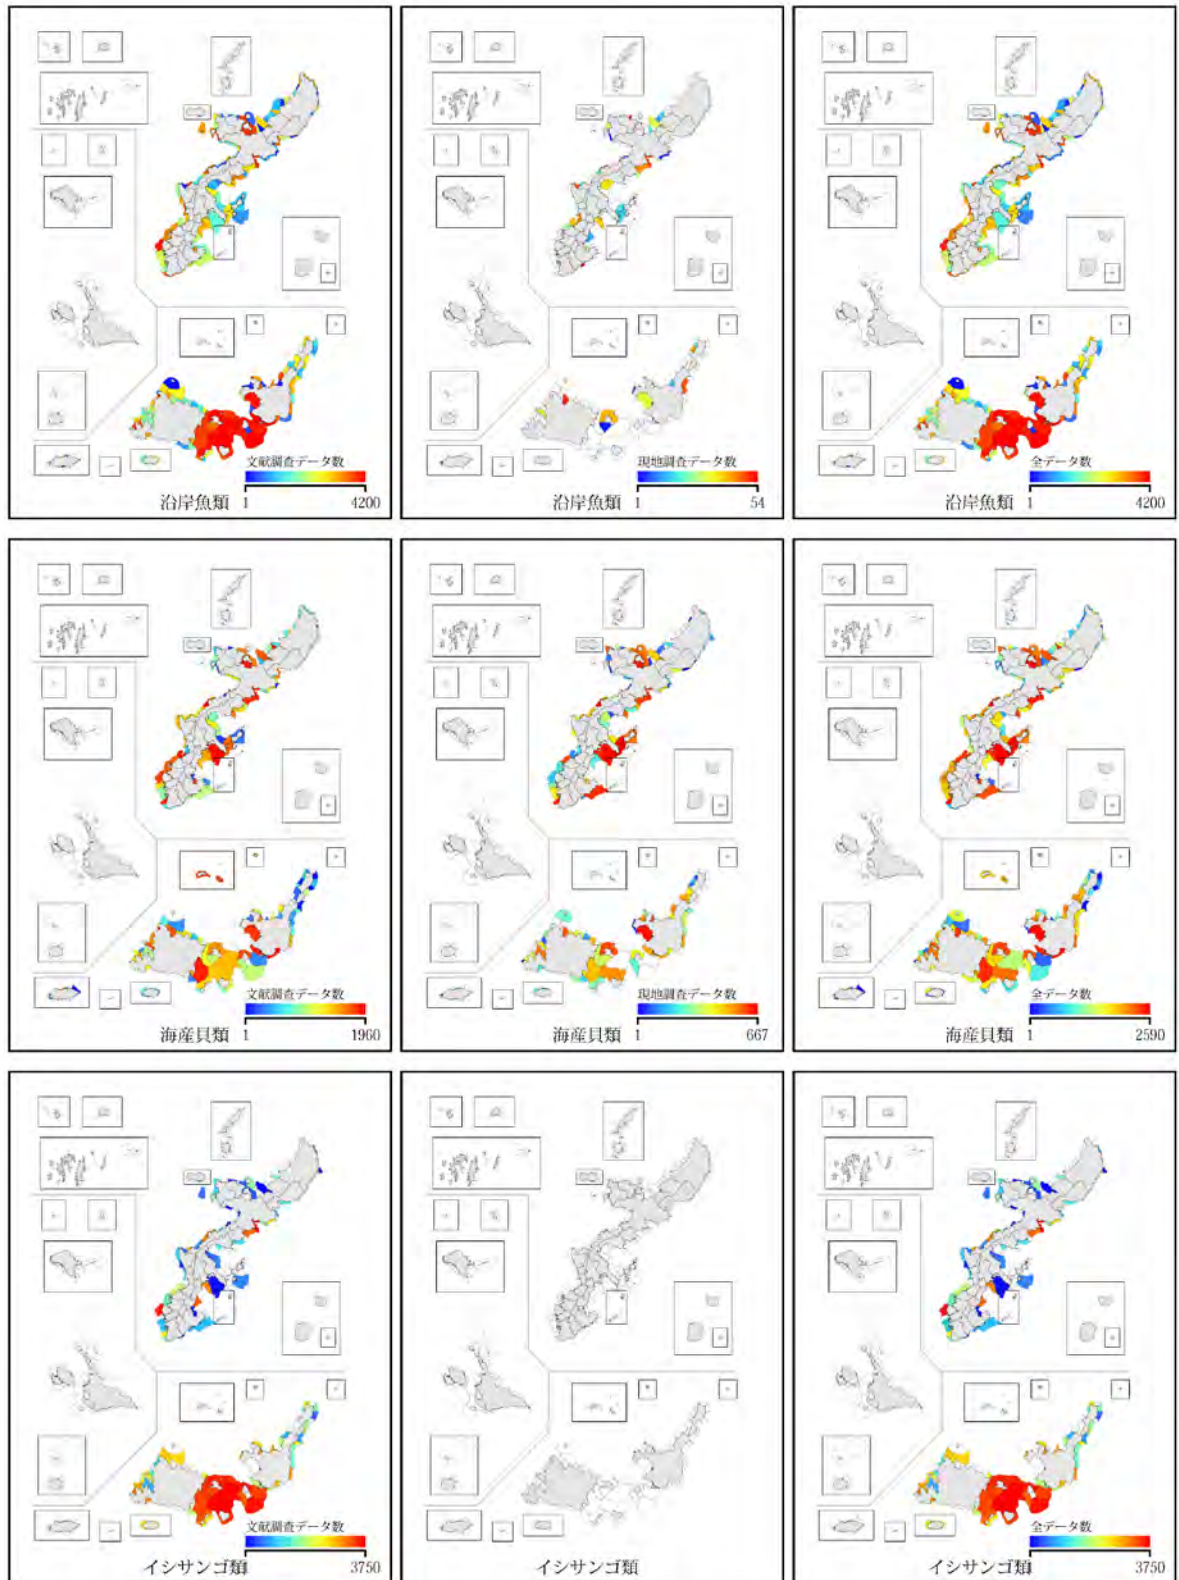 文献調査データ数
沿岸魚類 1 4200
現地調査データ数
沿岸魚類 1 54
全データ数
沿岸魚類 1 4200
文献調査データ数
海産貝類 1 1960
現地調査データ数
海産貝類 1 667
全データ数
海産貝類 1 2590
文献調査データ数
イシサンゴ類 1 3750
イシサンゴ類
全データ数
イシサンゴ類 1 3750